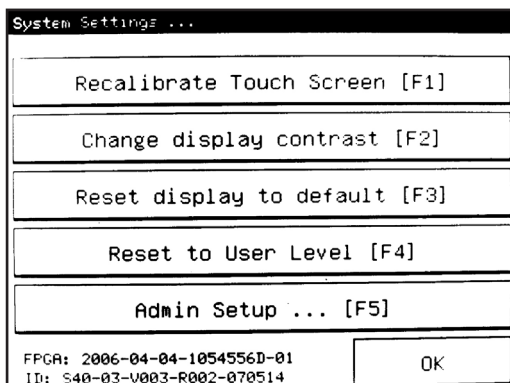 System Settings ...
Recalibrate Touch Screen [F1]
Change display contrast [F2]
Reset display to default [F3]
Reset to User Level [F4]
Admin Setup ... [F5]
FPGA: 2006-04-04-1054556D-01
ID: S40-03-V003-R002-070514
OK